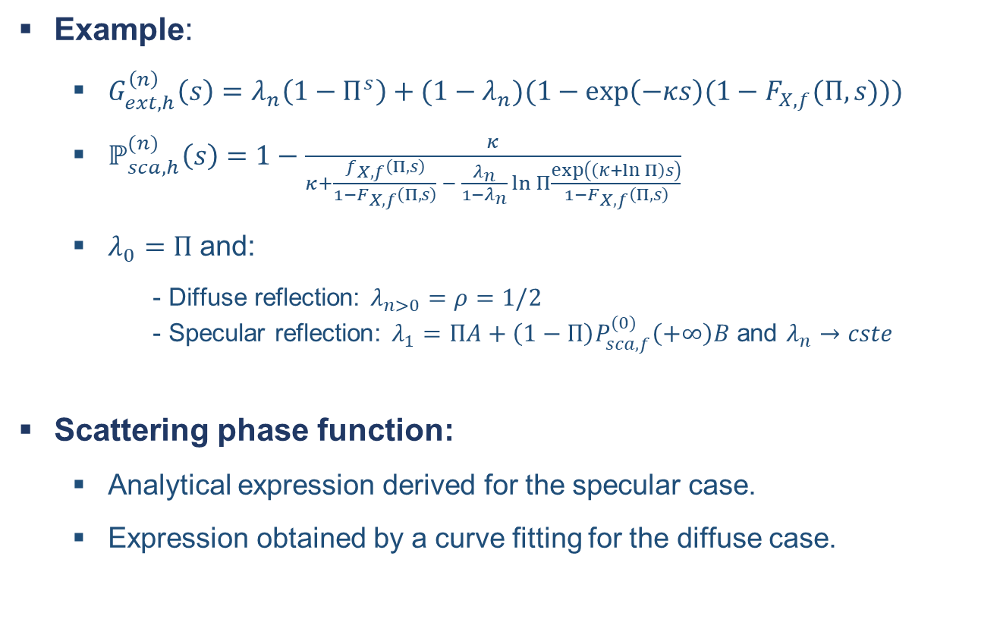 ▪ Example:
▪ $G_{ext,h}^{(n)}(s) = \lambda_n(1 - \Pi^s) + (1 - \lambda_n)(1 - \exp(-\kappa s)(1 - F_{X,f}(\Pi, s)))$
▪ $\mathbb{P}_{sca,h}^{(n)}(s) = 1 - \frac{\kappa}{\kappa + \frac{f_{X,f}(\Pi,s)}{1 - F_{X,f}(\Pi,s)} - \frac{\lambda_n}{1 - \lambda_n} \ln \Pi \frac{\exp((\kappa + \ln \Pi)s)}{1 - F_{X,f}(\Pi,s)}}$
▪ $\lambda_0 = \Pi$ and:
- Diffuse reflection: $\lambda_{n>0} = \rho = 1/2$
- Specular reflection: $\lambda_1 = \Pi A + (1 - \Pi)P_{sca,f}^{(0)}(+\infty)B$ and $\lambda_n \rightarrow cste$
▪ Scattering phase function:
▪ Analytical expression derived for the specular case.
▪ Expression obtained by a curve fitting for the diffuse case.